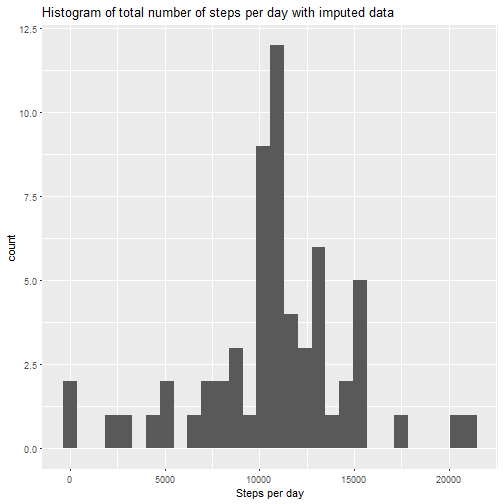 Histogram of total number of steps per day with imputed data
12.5
10.0
7.5
5.0
2.5
0.0
count
0 5000 10000 15000 20000
Steps per day